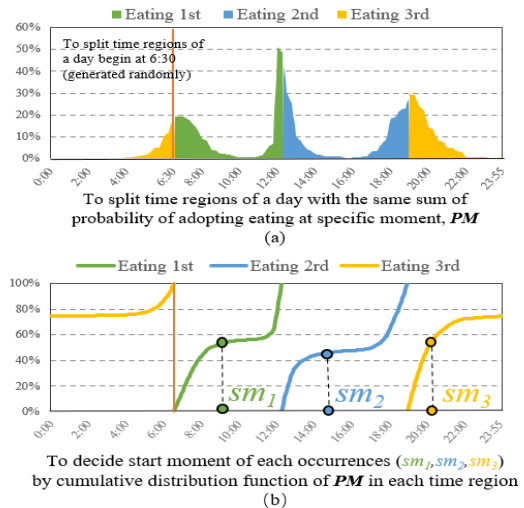 Eating 1st Eating 2nd Eating 3rd
60%
50%
40%
30%
20%
10%
0%
To split time regions of
a day begin at 6:30
(generated randomly)
0:00 2:00 4:00 6:30 8:00 10:00 12:00 14:00 16:00 18:00 20:00 22:00 23:55
To split time regions of a day with the same sum of
probability of adopting eating at specific moment, PM
(a)
Eating 1st Eating 2rd Eating 3rd
100%
80%
60%
40%
20%
0%
sm1 sm2 sm3
0:00 2:00 4:00 6:00 8:00 10:00 12:00 14:00 16:00 18:00 20:00 22:00 23:55
To decide start moment of each occurrences (sm1,sm2,sm3)
by cumulative distribution function of PM in each time region
(b)